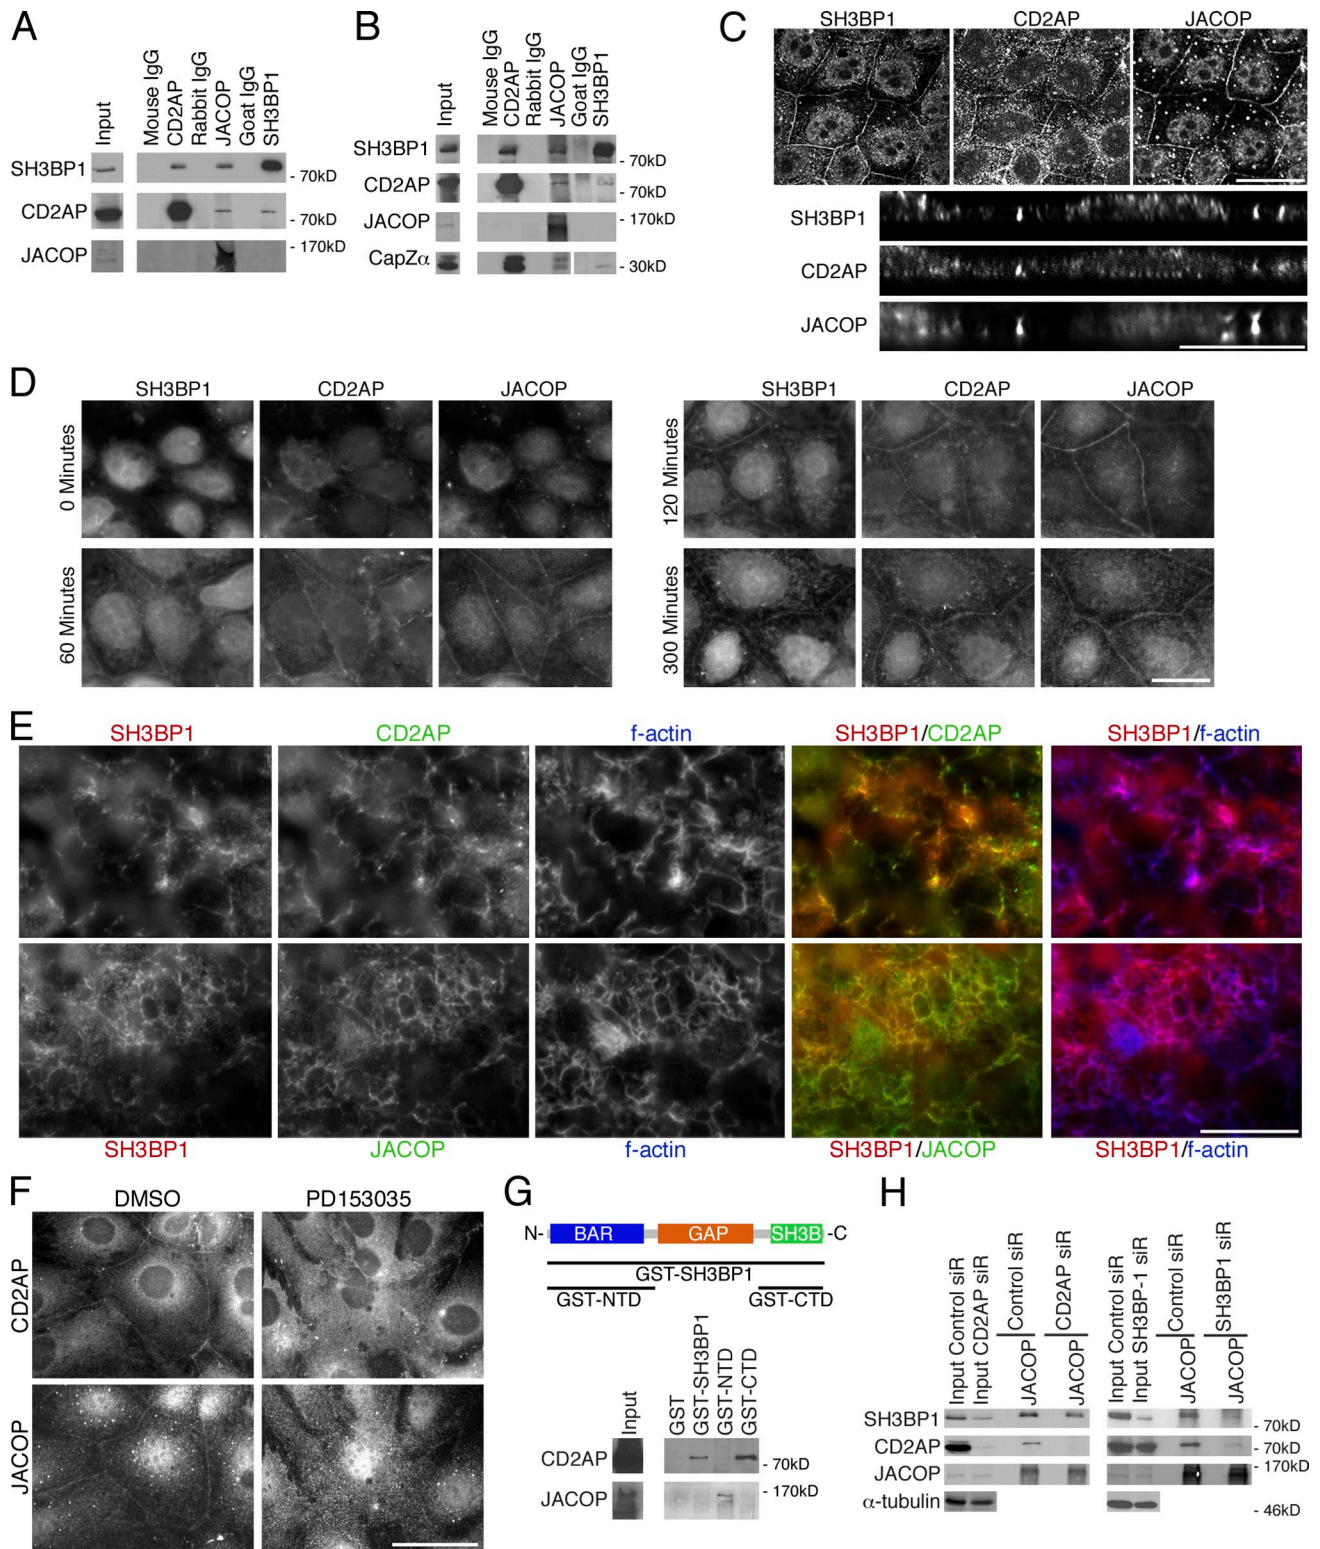 A
Input
Mouse IgG
CD2AP
Rabbit IgG
JACOP
Goat IgG
SH3BP1
SH3BP1
- 70kD
CD2AP
- 70kD
JACOP
- 170kD
B
Input
Mouse IgG
CD2AP
Rabbit IgG
JACOP
Goat IgG
SH3BP1
SH3BP1
- 70kD
CD2AP
- 70kD
JACOP
- 170kD
CapZα
- 30kD
C
SH3BP1 CD2AP JACOP
SH3BP1
CD2AP
JACOP
D
SH3BP1 CD2AP JACOP
0 Minutes
60 Minutes
SH3BP1 CD2AP JACOP
120 Minutes
300 Minutes
E
SH3BP1 CD2AP f-actin SH3BP1/CD2AP SH3BP1/f-actin
SH3BP1 JACOP f-actin SH3BP1/JACOP SH3BP1/f-actin
F
DMSO PD153035
CD2AP
JACOP
G
N- BAR GAP SH3B -C
GST-SH3BP1
GST-NTD GST-CTD
Input
GST
GST-SH3BP1
GST-NTD
GST-CTD
CD2AP
- 70kD
JACOP
- 170kD
H
Input Control siR
Input CD2AP siR
Control siR
JACOP
CD2AP siR
JACOP
Input Control siR
Input SH3BP-1 siR
Control siR
JACOP
SH3BP1 siR
JACOP
SH3BP1
- 70kD
CD2AP
- 70kD
JACOP
- 170kD
α-tubulin
- 46kD